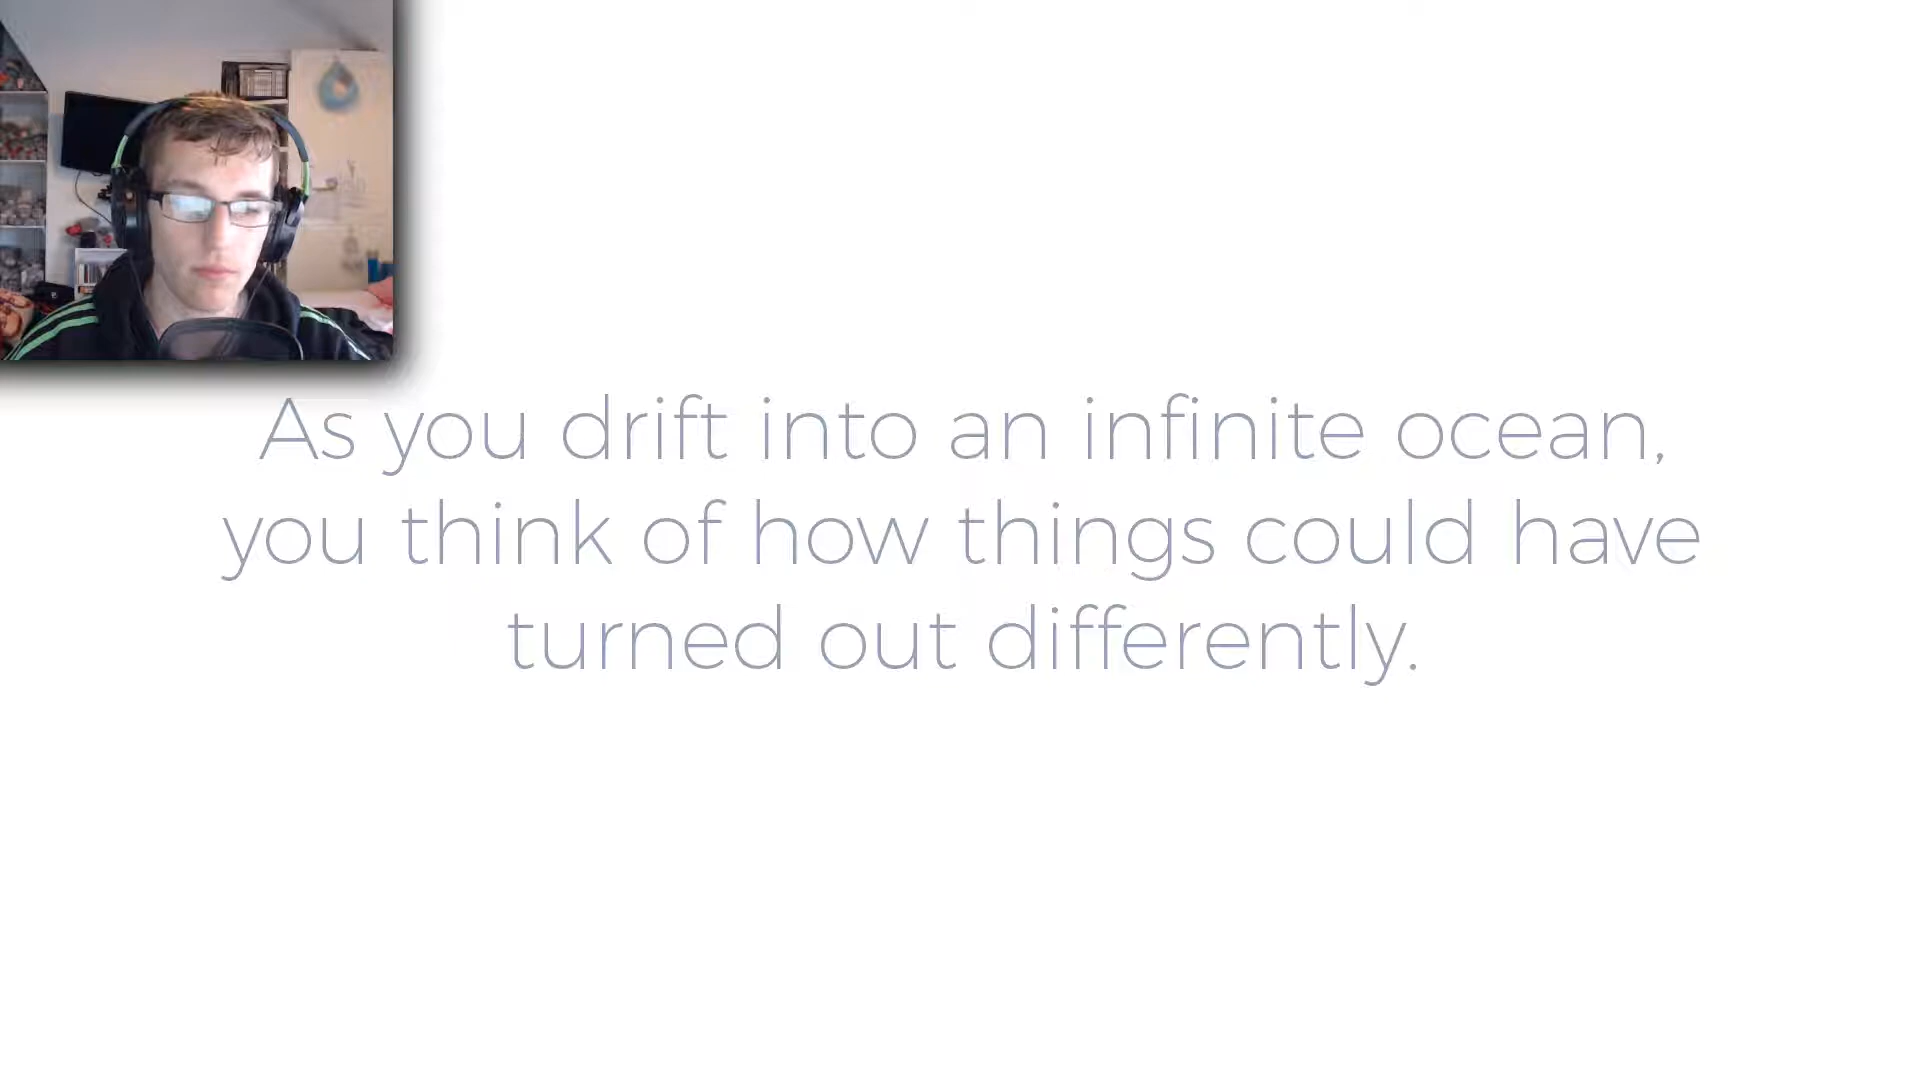 As you drift into an infinite ocean,
you think of how things could have
turned out differently.